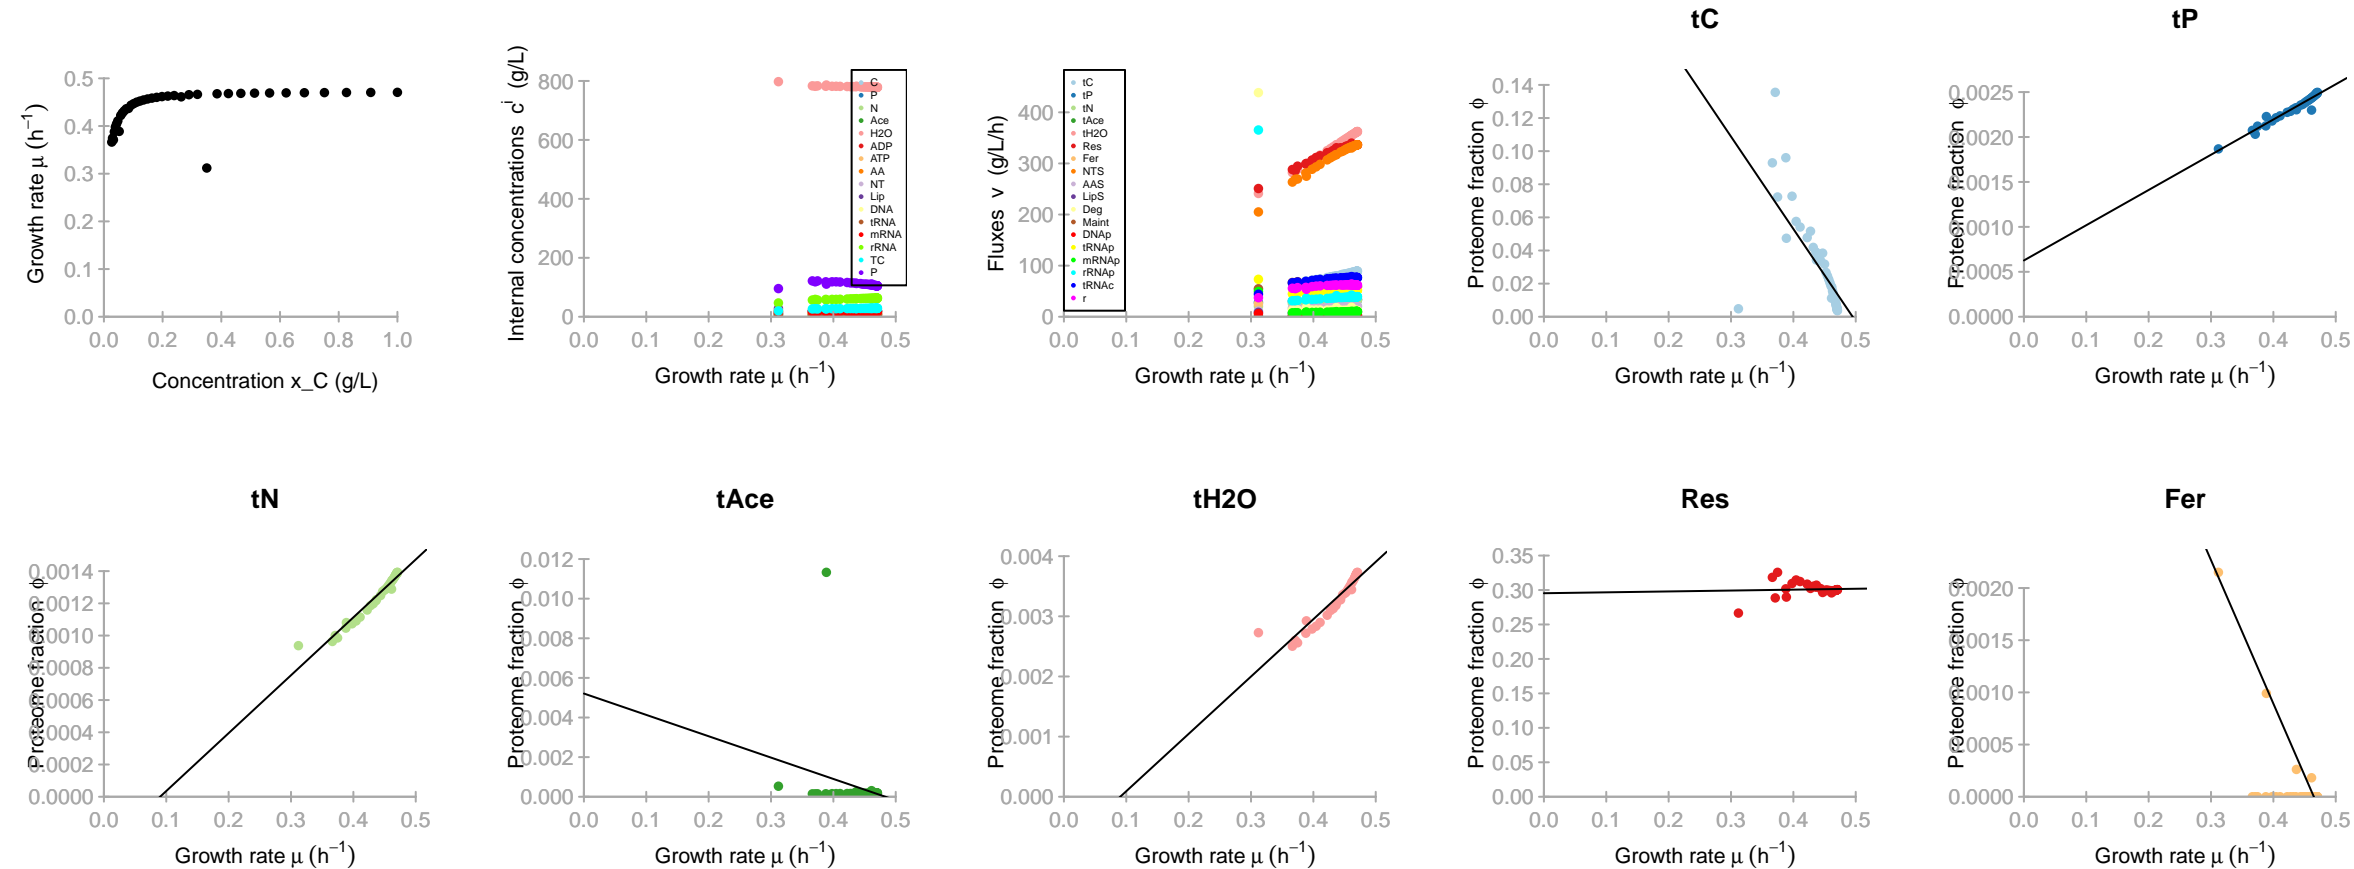 tC
tP
Growth rate μ (h−1)
0.0 0.1 0.2 0.3 0.4 0.5
0.0 0.2 0.4 0.6 0.8 1.0
Concentration x_C (g/L)
Internal concentrations ci (g/L)
0 200 400 600 800
0.0 0.1 0.2 0.3 0.4 0.5
Growth rate μ (h−1)
C
P
N
Ace
H2O
ADP
ATP
AA
NT
Lip
DNA
tRNA
mRNA
rRNA
TC
P
Fluxes v (g/L/h)
0 100 200 300 400
0.0 0.1 0.2 0.3 0.4 0.5
Growth rate μ (h−1)
tC
tP
tN
tAce
tH2O
Res
Fer
NTS
AAS
LipS
Deg
Maint
DNAp
tRNAp
mRNAp
rRNAp
tRNAc
r
Proteome fraction ϕ
0.00 0.02 0.04 0.06 0.08 0.10 0.12 0.14
0.0 0.1 0.2 0.3 0.4 0.5
Growth rate μ (h−1)
Proteome fraction ϕ
0.0000 0.0005 0.0010 0.0015 0.0020 0.0025
0.0 0.1 0.2 0.3 0.4 0.5
Growth rate μ (h−1)
tN
Proteome fraction ϕ
0.0000 0.0002 0.0004 0.0006 0.0008 0.0010 0.0012 0.0014
0.0 0.1 0.2 0.3 0.4 0.5
Growth rate μ (h−1)
tAce
Proteome fraction ϕ
0.000 0.002 0.004 0.006 0.008 0.010 0.012
0.0 0.1 0.2 0.3 0.4 0.5
Growth rate μ (h−1)
tH2O
Proteome fraction ϕ
0.000 0.001 0.002 0.003 0.004
0.0 0.1 0.2 0.3 0.4 0.5
Growth rate μ (h−1)
Res
Proteome fraction ϕ
0.00 0.05 0.10 0.15 0.20 0.25 0.30 0.35
0.0 0.1 0.2 0.3 0.4 0.5
Growth rate μ (h−1)
Fer
Proteome fraction ϕ
0.0000 0.0005 0.0010 0.0015 0.0020
0.0 0.1 0.2 0.3 0.4 0.5
Growth rate μ (h−1)